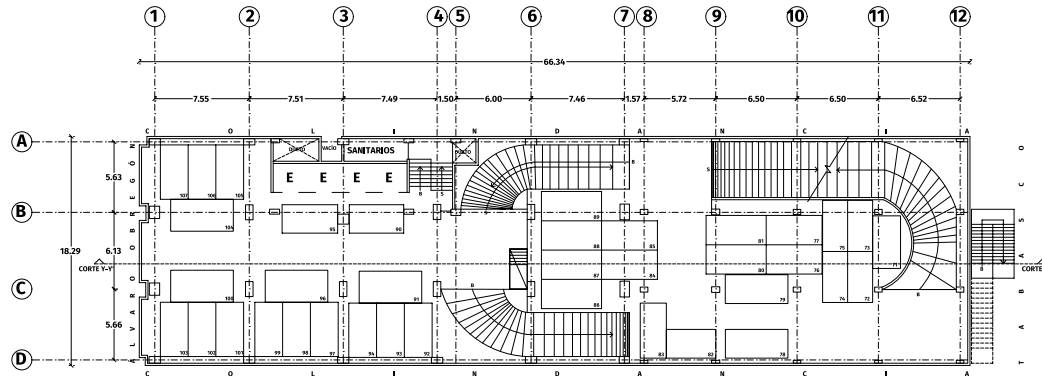 1 2 3 4 5 6 7 8 9 10 11 12
66.34
7.55 7.51 7.49 1.50 6.00 7.46 1.57 5.72 6.50 6.50 6.52
C O L I N D A N C I A
A
B
C
D
18.29
5.63
6.13
5.66
ALVARO OBREGÓN
TABASCO
DUCTO
VACÍO
SANITARIOS
DUCTO
E E E E
B S
B
S
S
107 106 105
104
95 90
89
88 85
87 84
86
81 77 75 73
80 76
71
79 74 72
100 96 91
103 102 101 99 98 97 94 93 92
83 82 78
B
B
B
CORTE Y-Y'
CORTE
C O L I N D A N C I A